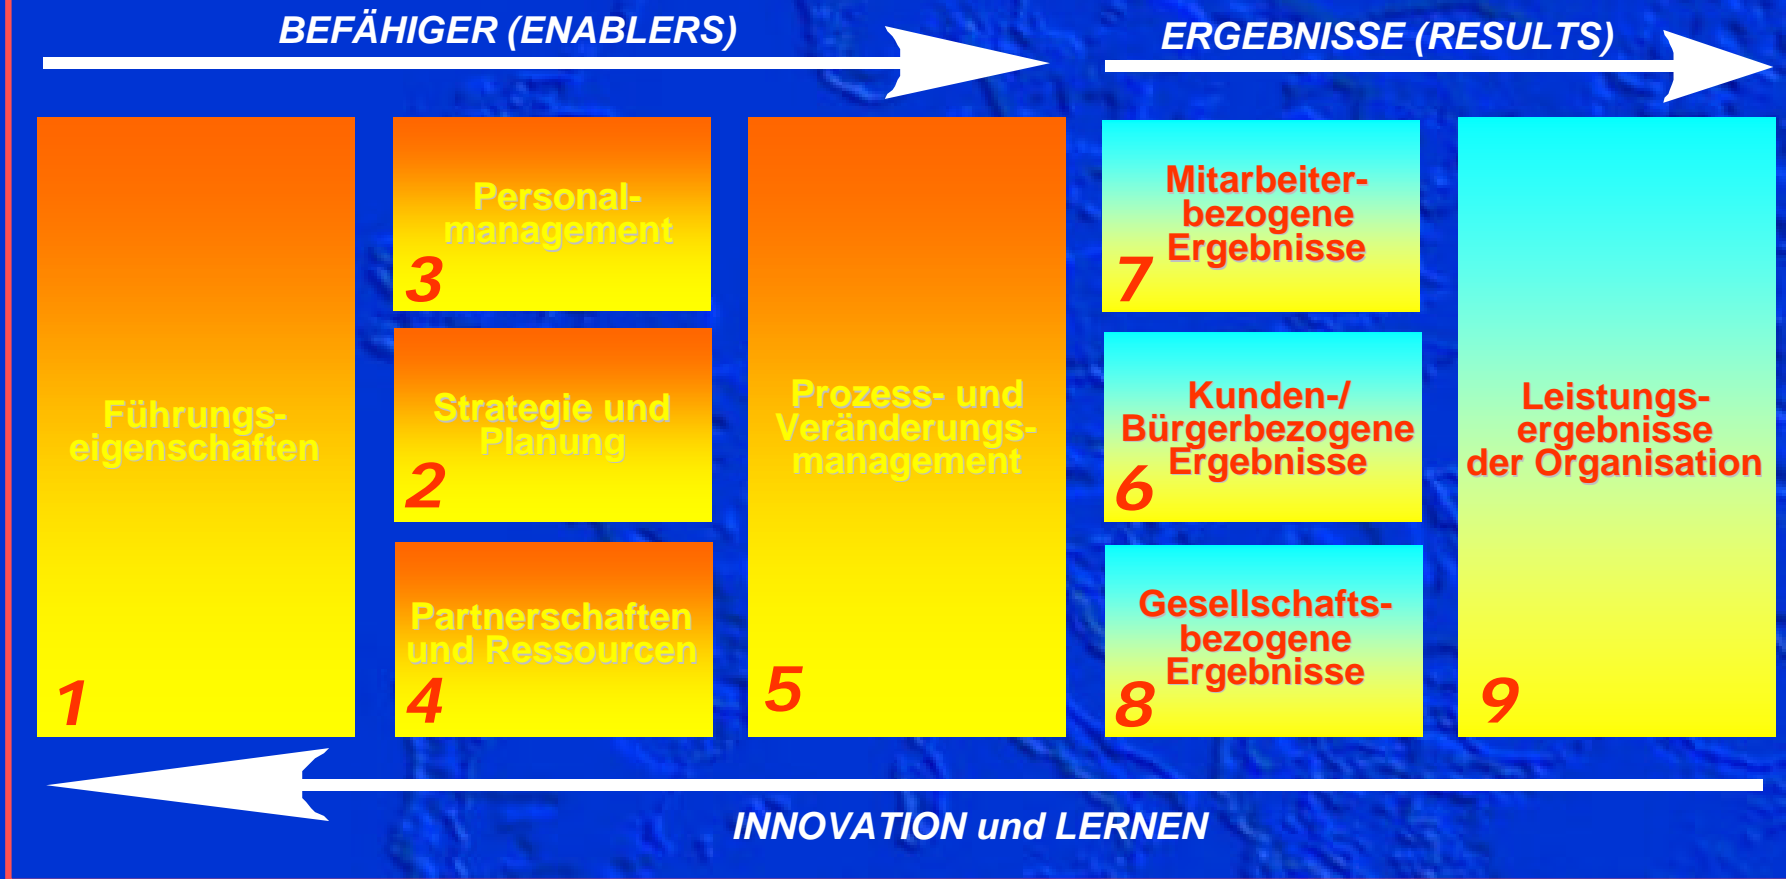 BEFÄHIGER (ENABLERS)
ERGEBNISSE (RESULTS)
Führungs-
eigenschaften
1
Personal-
management
3
Strategie und
Planung
2
Partnerschaften
und Ressourcen
4
Prozess- und
Veränderungs-
management
5
Mitarbeiter-
bezogene
Ergebnisse
7
Kunden-/
Bürgerbezogene
Ergebnisse
6
Gesellschafts-
bezogene
Ergebnisse
8
Leistungs-
ergebnisse
der Organisation
9
INNOVATION und LERNEN